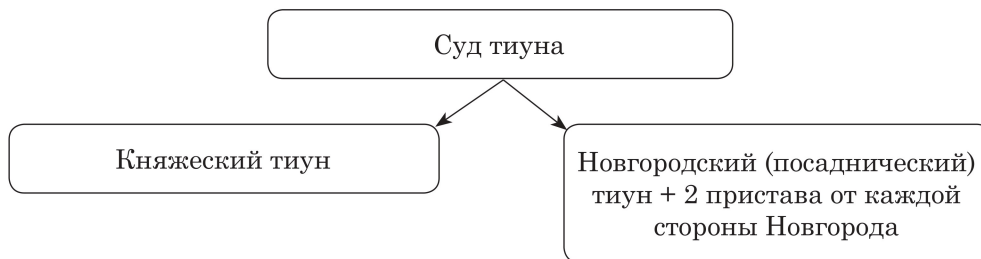 Суд тиуна
Княжеский тиун
Новгородский (посаднический)
тиун + 2 пристава от каждой
стороны Новгорода